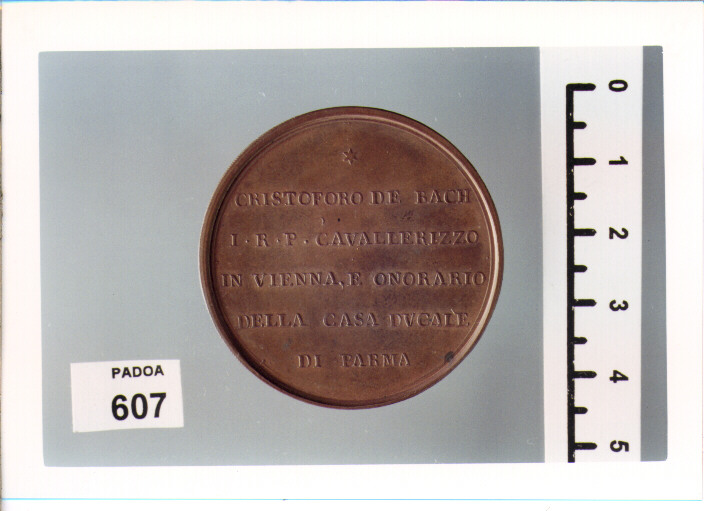 CRISTOFORO DE BACH
I · R · P · CAVALLERIZZO
IN VIENNA, E ONORARIO
DELLA CASA DVCALE
DI PARMA
PADOA
607
0
1
2
3
4
5